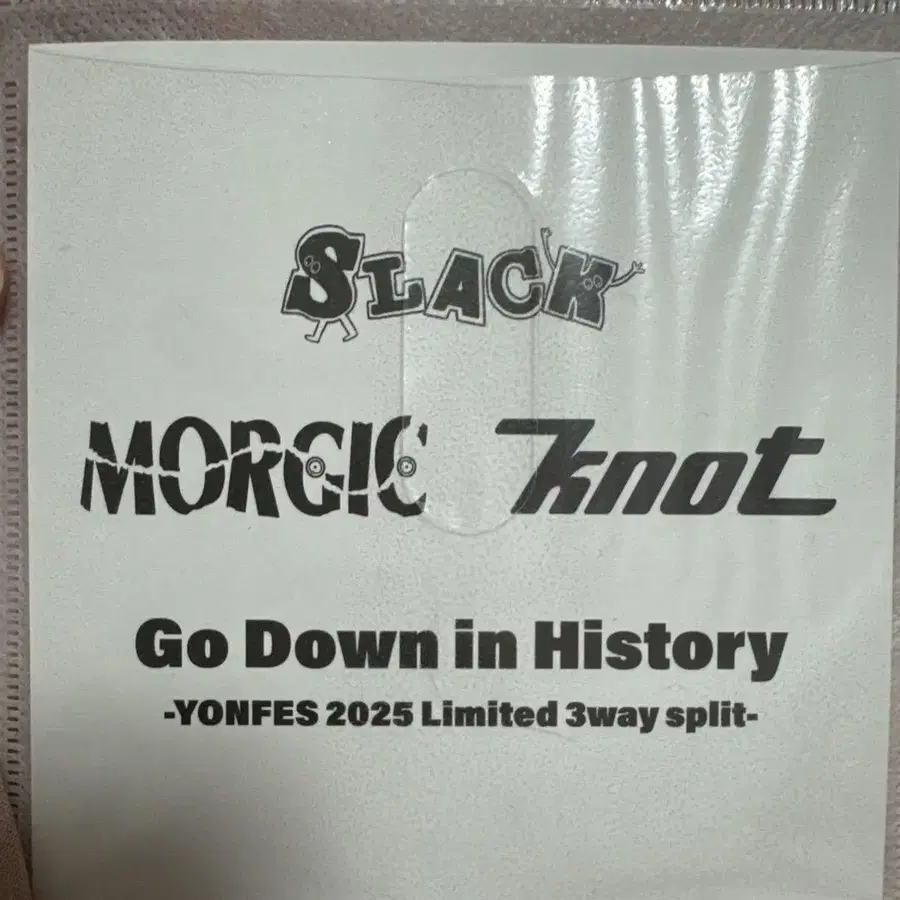 SLACK
MORGIC 7knot
Go Down in History
-YONFES 2025 Limited 3way split-